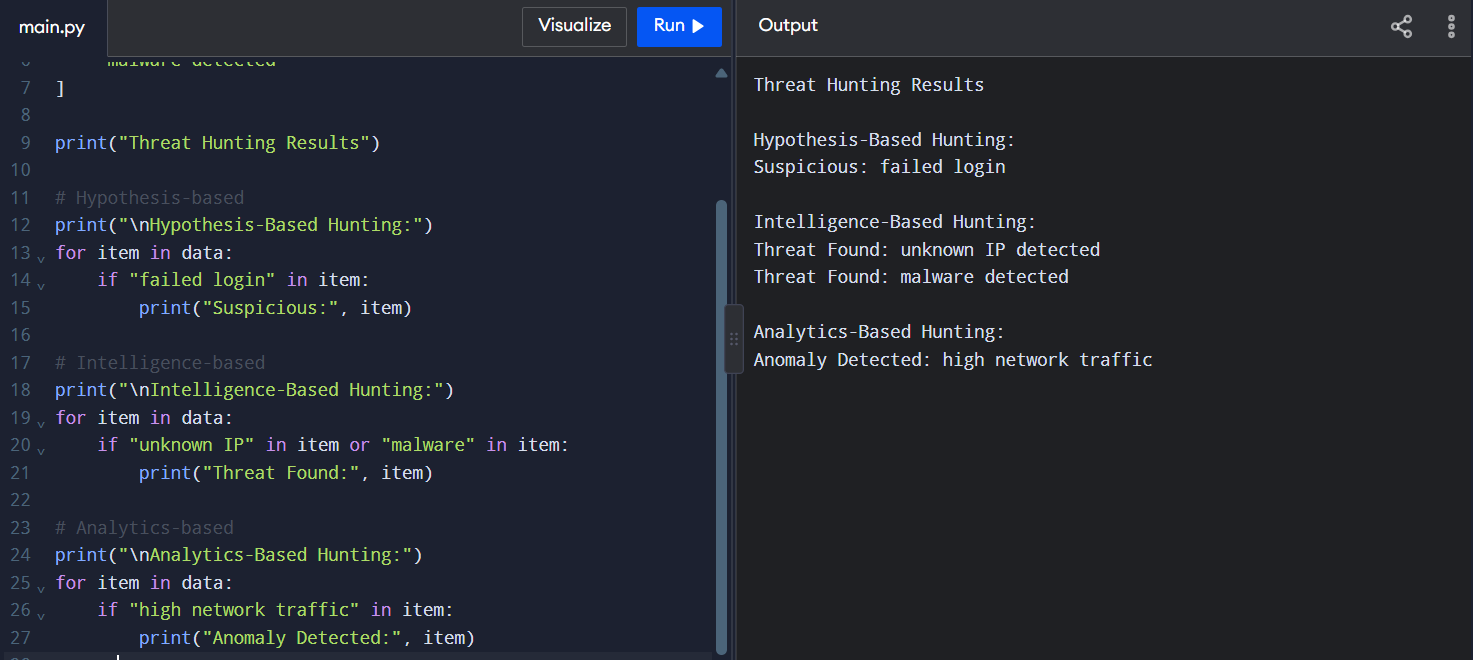 main.py
Visualize
Run
6 "malware detected"
7 ]
8
9 print("Threat Hunting Results")
10
11 # Hypothesis-based
12 print("\nHypothesis-Based Hunting:")
13 for item in data:
14     if "failed login" in item:
15         print("Suspicious:", item)
16
17 # Intelligence-based
18 print("\nIntelligence-Based Hunting:")
19 for item in data:
20     if "unknown IP" in item or "malware" in item:
21         print("Threat Found:", item)
22
23 # Analytics-based
24 print("\nAnalytics-Based Hunting:")
25 for item in data:
26     if "high network traffic" in item:
27         print("Anomaly Detected:", item)
Output
Threat Hunting Results
Hypothesis-Based Hunting:
Suspicious: failed login
Intelligence-Based Hunting:
Threat Found: unknown IP detected
Threat Found: malware detected
Analytics-Based Hunting:
Anomaly Detected: high network traffic